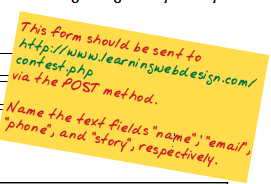 This form should be sent to
http://www.learningwebdesign.com/
contest.php
via the POST method.
Name the text fields "name", "email",
"phone", and "story", respectively.